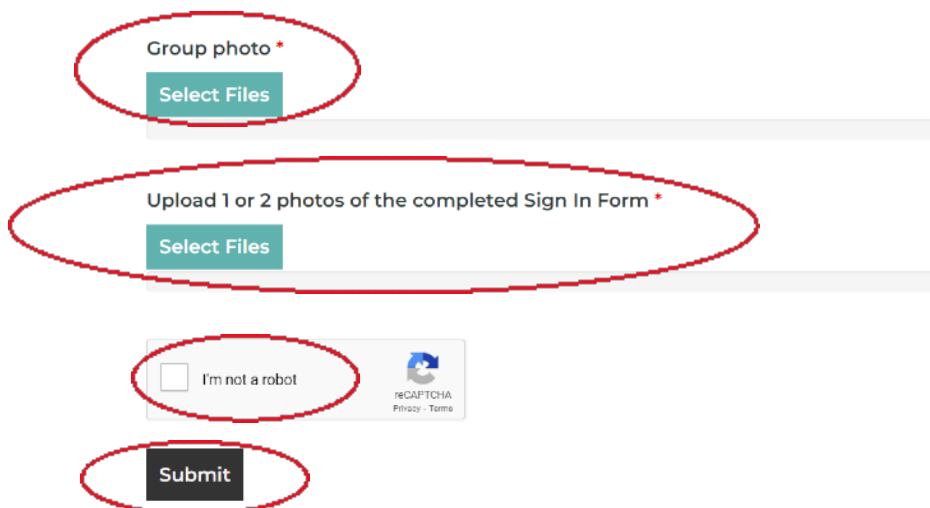 Group photo *
Select Files
Upload 1 or 2 photos of the completed Sign In Form *
Select Files
I'm not a robot
reCAPTCHA
Privacy - Terms
Submit